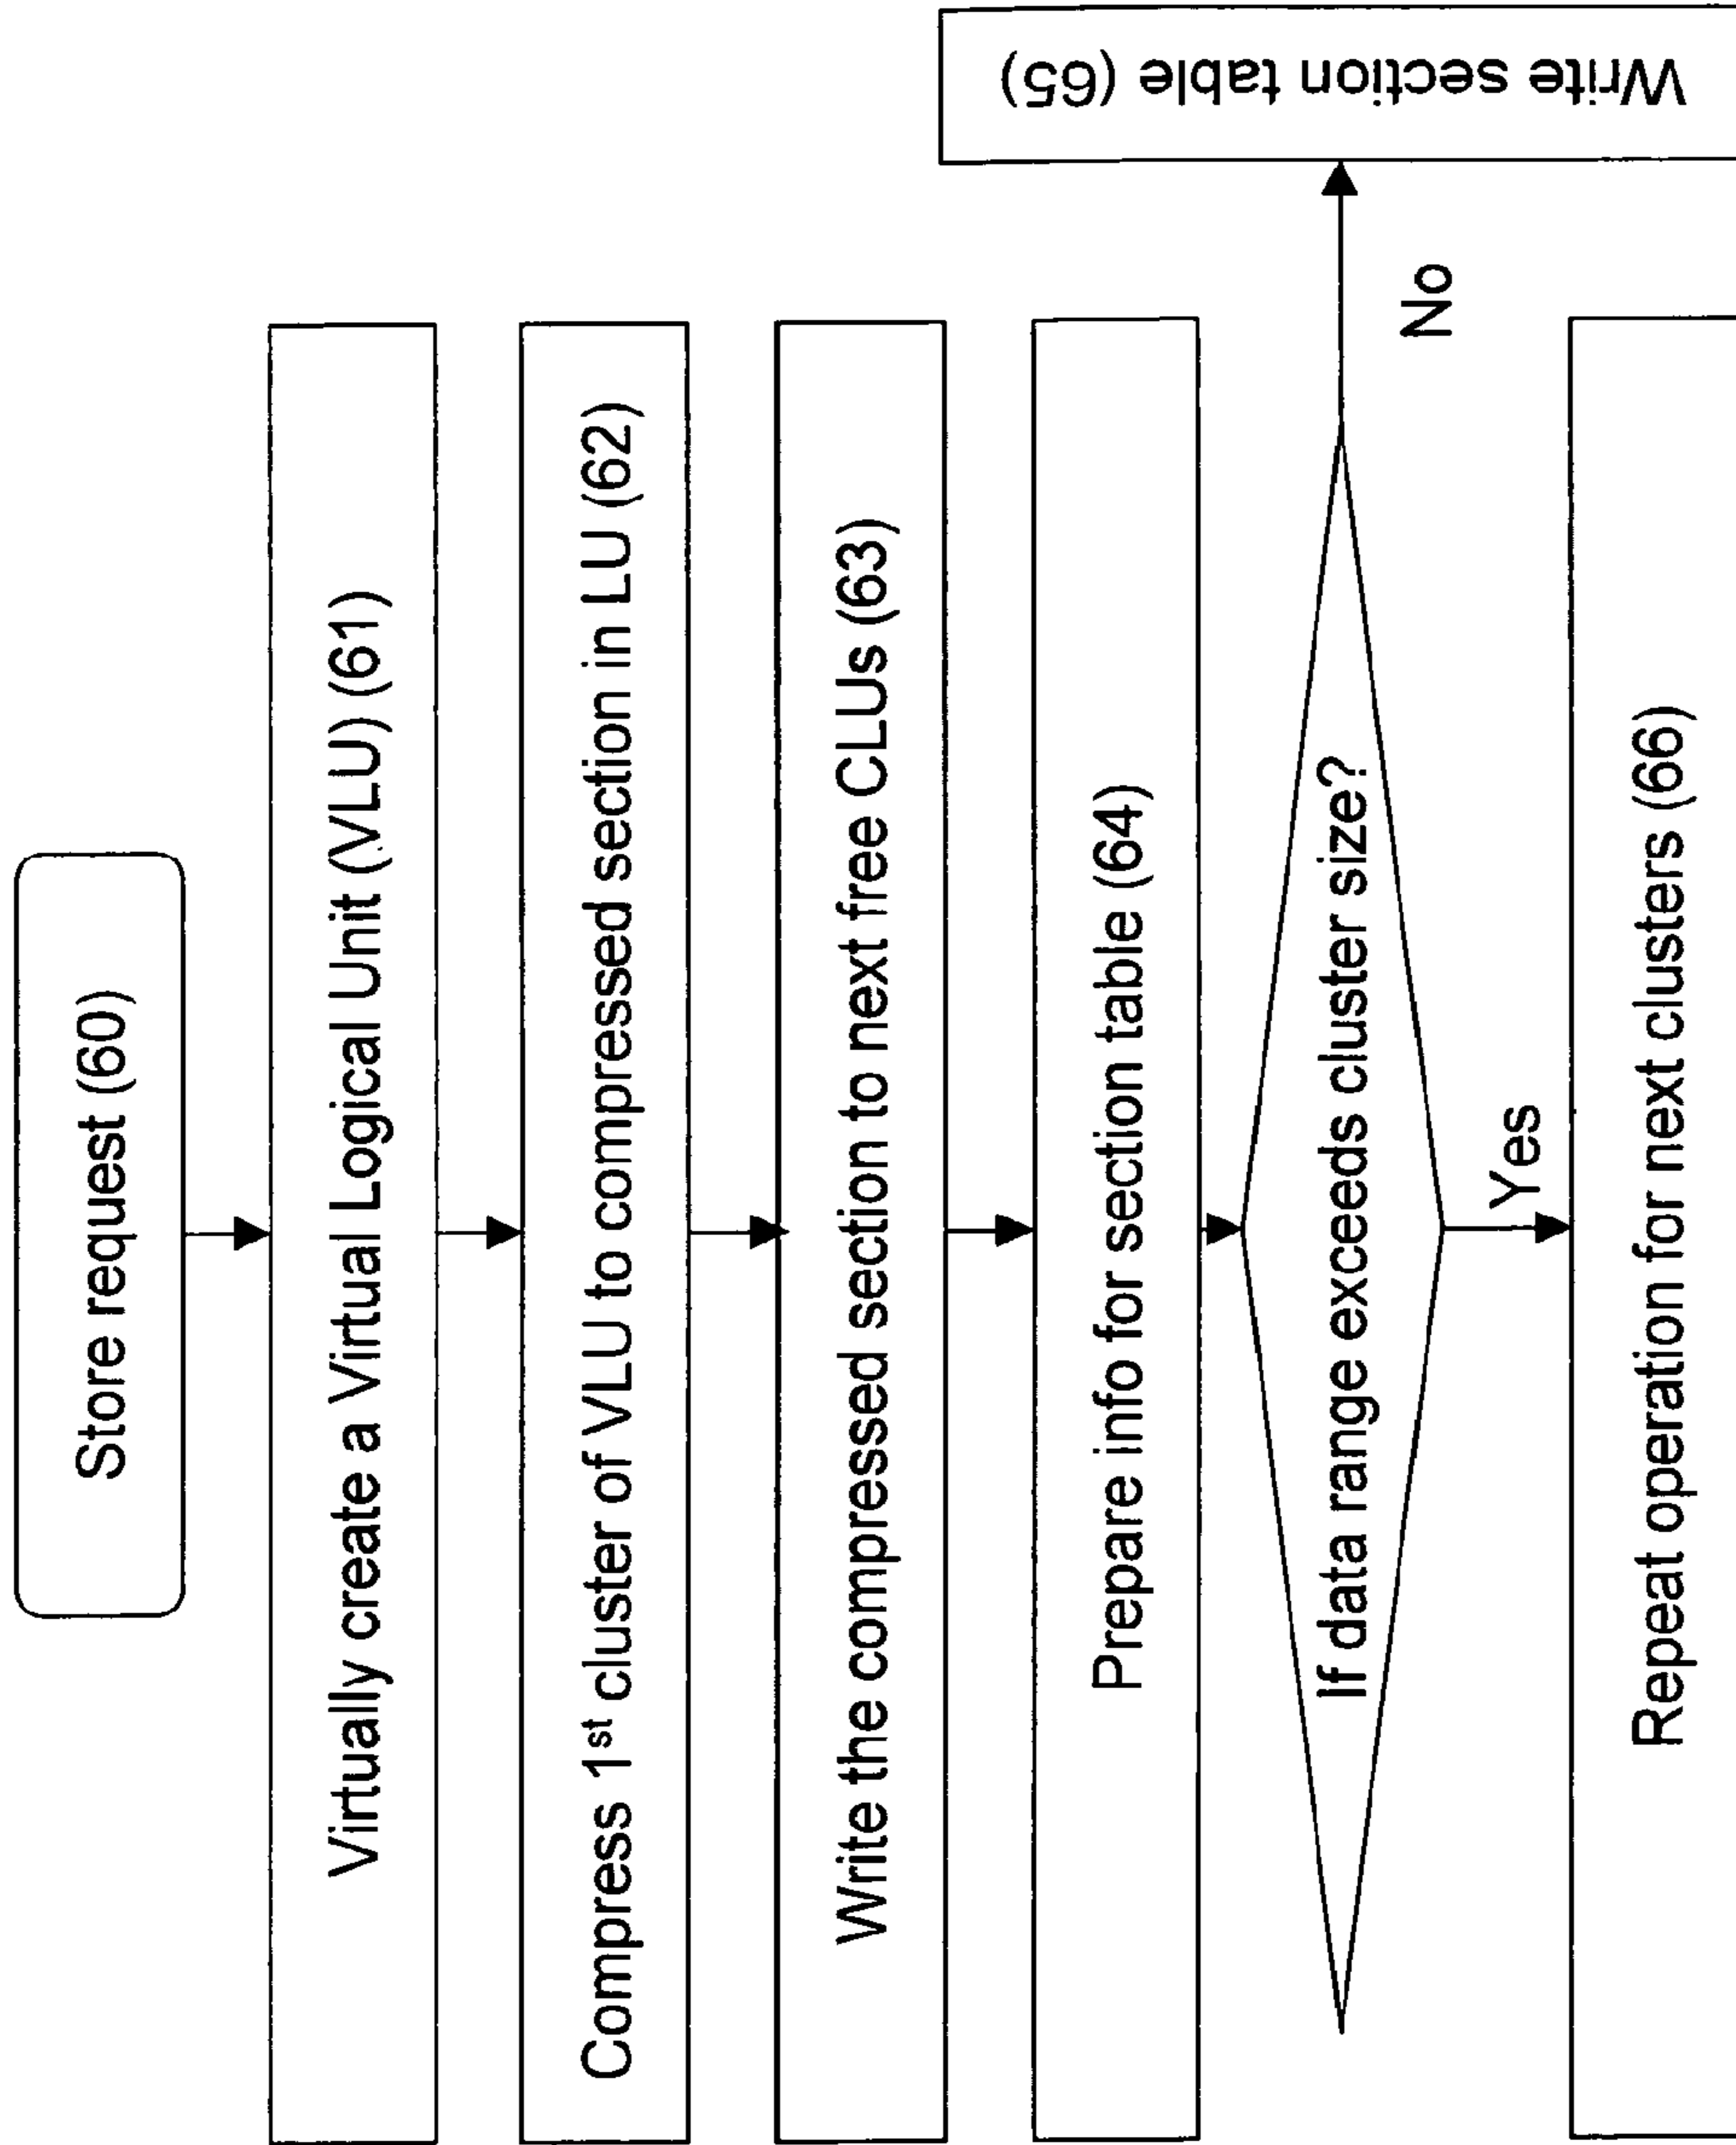 Store request (60)
Virtually create a Virtual Logical Unit (VLU) (61)
Compress 1st cluster of VLU to compressed section in LU (62)
Write the compressed section to next free CLUs (63)
Prepare info for section table (64)
If data range exceeds cluster size?
No
Write section table (65)
Yes
Repeat operation for next clusters (66)